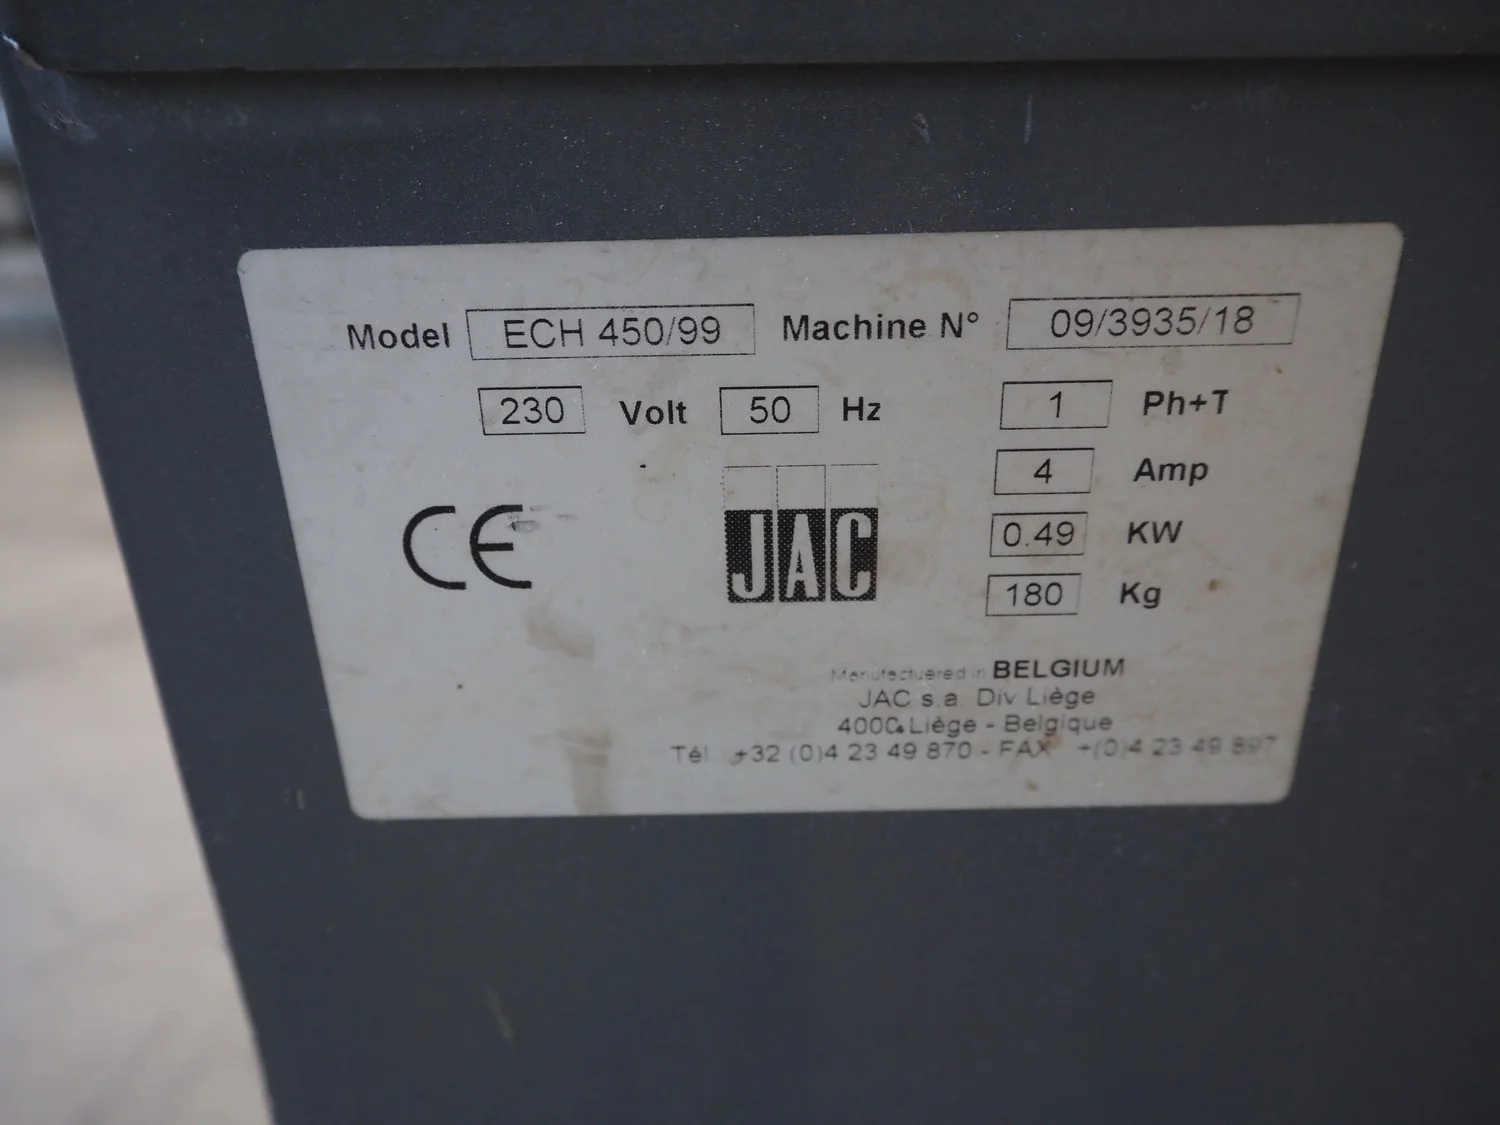 Model ECH 450/99 Machine N° 09/3935/18
230 Volt 50 Hz 1 Ph+T
4 Amp
CE JAC 0.49 KW
180 Kg
Manufactuered in BELGIUM
JAC s.a. Div Liège
4000 Liège - Belgique
Tél +32 (0)4 23 49 870 - FAX +(0)4 23 49 897